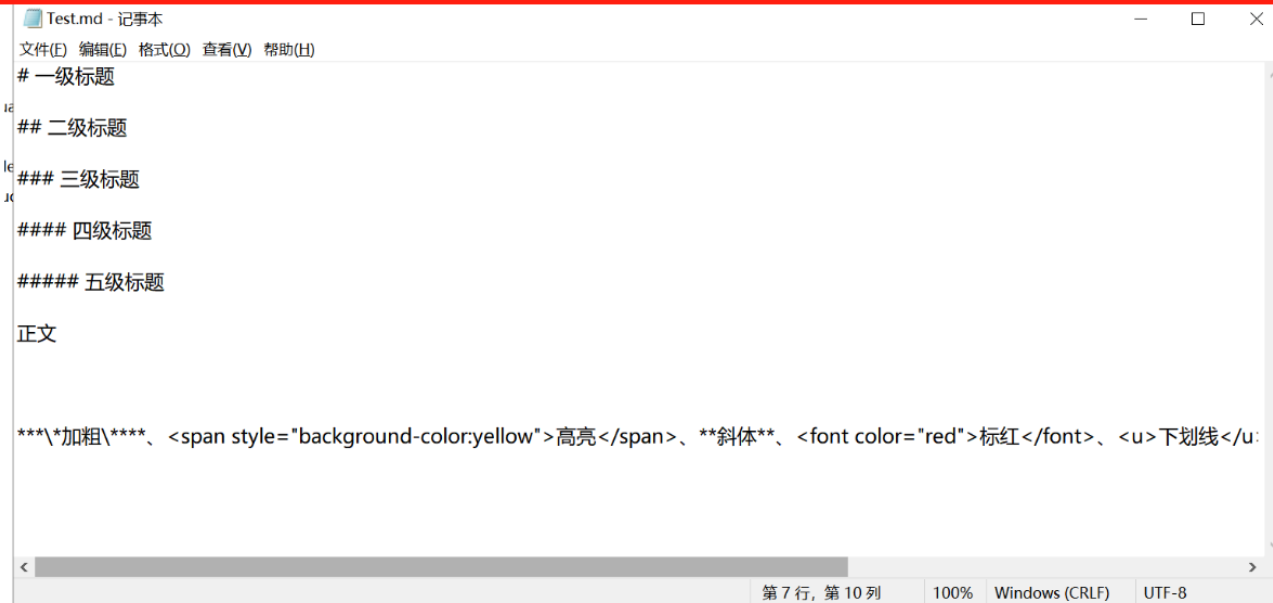 Test.md - 记事本
文件(F) 编辑(E) 格式(O) 查看(V) 帮助(H)
# 一级标题
## 二级标题
### 三级标题
#### 四级标题
##### 五级标题
正文
***\*加粗\****、<span style="background-color:yellow">高亮</span>、**斜体**、<font color="red">标红</font>、<u>下划线</u
第 7 行，第 10 列 100% Windows (CRLF) UTF-8